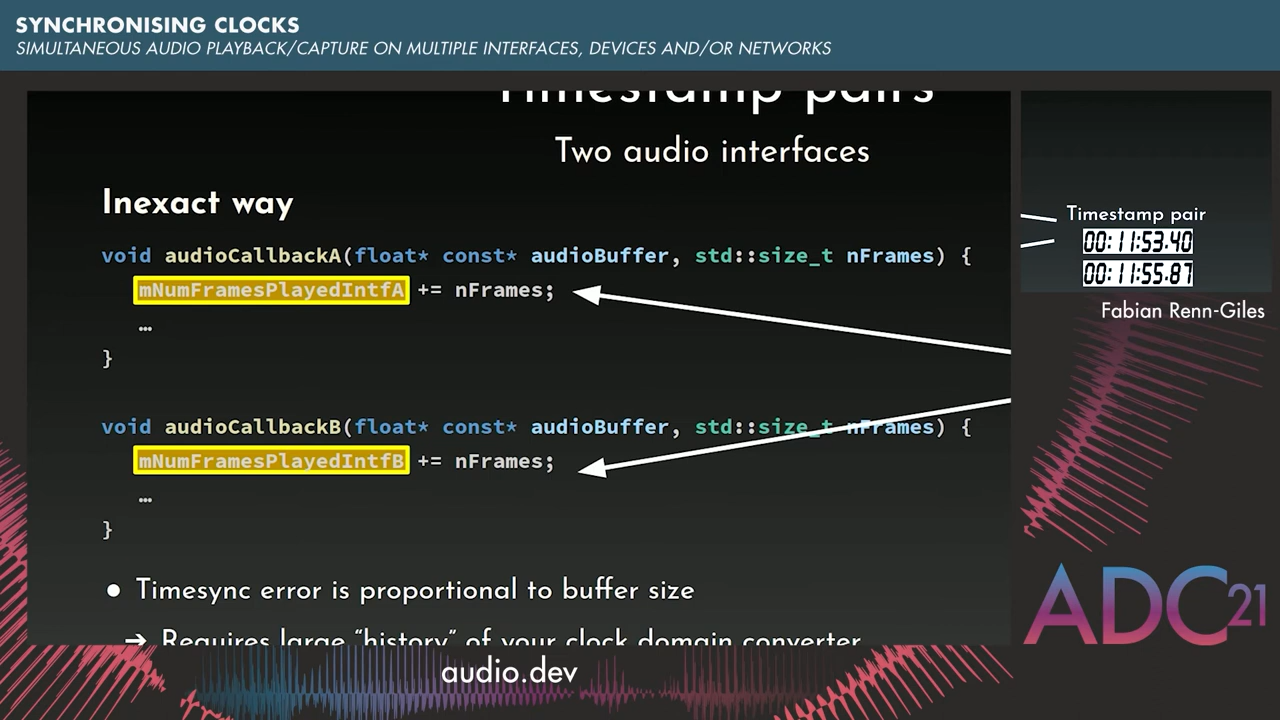 SYNCHRONISING CLOCKS
SIMULTANEOUS AUDIO PLAYBACK/CAPTURE ON MULTIPLE INTERFACES, DEVICES AND/OR NETWORKS
Timestamp pairs
Two audio interfaces
Inexact way
void audioCallbackA(float* const* audioBuffer, std::size_t nFrames) {
mNumFramesPlayedIntfA += nFrames;
…
}
void audioCallbackB(float* const* audioBuffer, std::size_t nFrames) {
mNumFramesPlayedIntfB += nFrames;
…
}
● Timesync error is proportional to buffer size
➔ Requires large “history” of your clock domain converter
Timestamp pair
00:11:53.40
00:11:55.87
Fabian Renn-Giles
ADC21
audio.dev